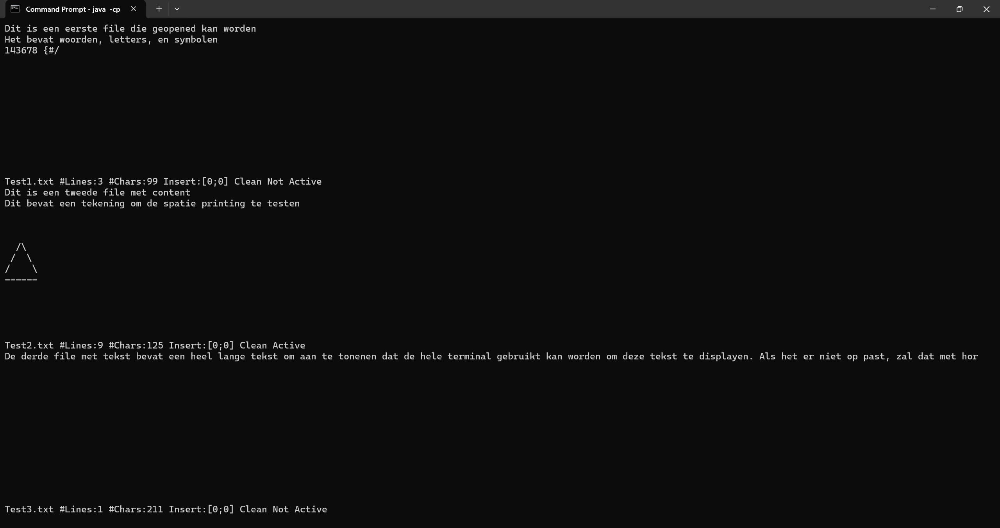 Command Prompt - java  -cp
Dit is een eerste file die geopened kan worden
Het bevat woorden, letters, en symbolen
143678 {#/
Test1.txt #Lines:3 #Chars:99 Insert:[0;0] Clean Not Active
Dit is een tweede file met content
Dit bevat een tekening om de spatie printing te testen
  /\
 /  \
/    \
------
Test2.txt #Lines:9 #Chars:125 Insert:[0;0] Clean Active
De derde file met tekst bevat een heel lange tekst om aan te tonenen dat de hele terminal gebruikt kan worden om deze tekst te displayen. Als het er niet op past, zal dat met hor
Test3.txt #Lines:1 #Chars:211 Insert:[0;0] Clean Not Active